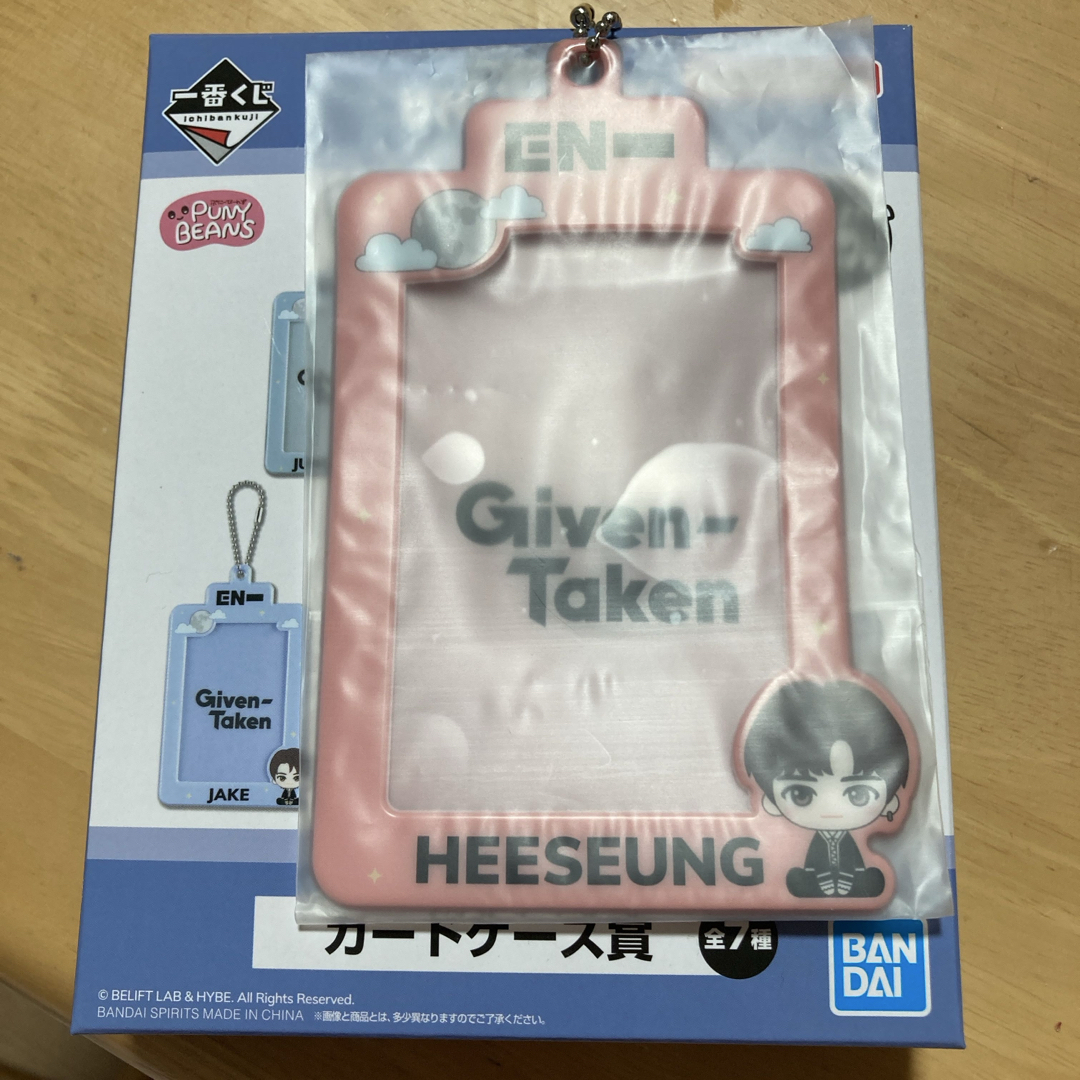 一番くじ
ichibankuji
PUNY
BEANS
EN-
Given-
Taken
HEESEUNG
EN-
Given-
Taken
JAKE
カードケース賞
全7種
BAN
DAI
© BELIFT LAB & HYBE. All Rights Reserved.
BANDAI SPIRITS MADE IN CHINA ※画像と商品とは、多少異なりますのでご了承ください。